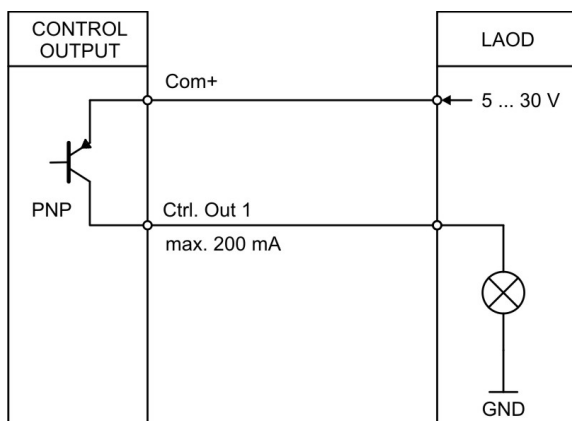 CONTROL
OUTPUT
LAOD
Com+
5 ... 30 V
PNP
Ctrl. Out 1
max. 200 mA
GND